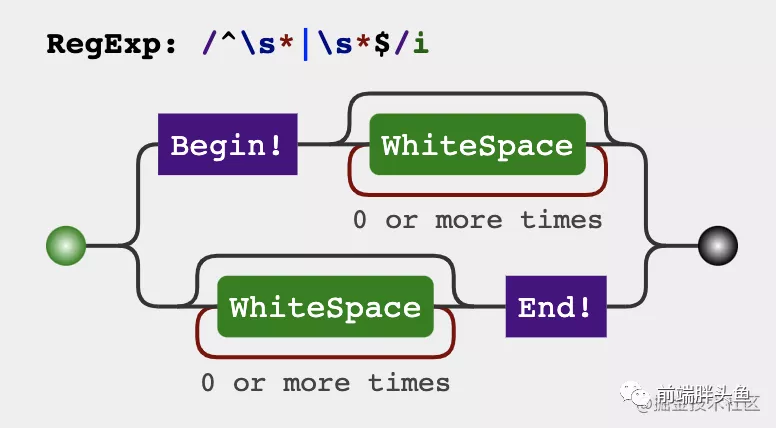 RegExp: /^\s*|\s*$/i
Begin!
WhiteSpace
0 or more times
WhiteSpace
End!
0 or more times
前端胖头鱼
@掘金技术社区